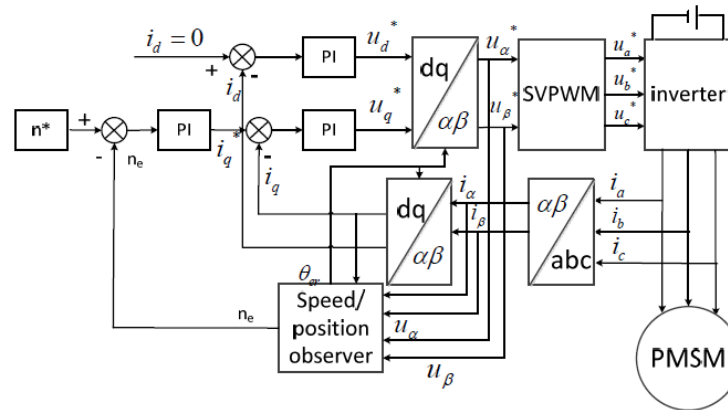 i_d = 0
+
-
i_d
PI
u_d*
dq
αβ
u_α*
u_β*
SVPWM
u_a*
u_b*
u_c*
inverter
n*
+
-
n_e
PI
i_q*
-
i_q
PI
u_q*
dq
αβ
i_α
i_β
αβ
abc
i_a
i_b
i_c
n_e
Speed/
position
observer
u_α
u_β
PMSM